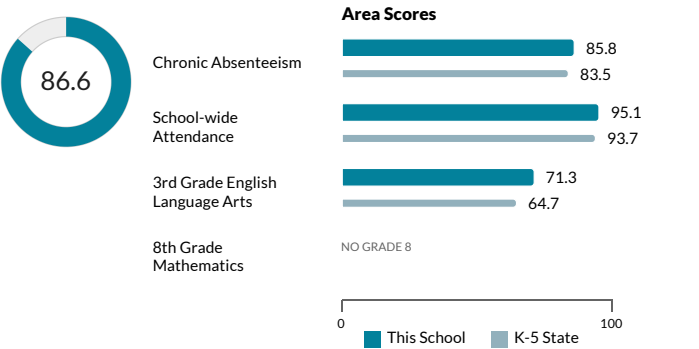 Area Scores
86.6
Chronic Absenteeism
85.8
83.5
School-wide
Attendance
95.1
93.7
3rd Grade English
Language Arts
71.3
64.7
8th Grade
Mathematics
NO GRADE 8
0
100
This School
K-5 State